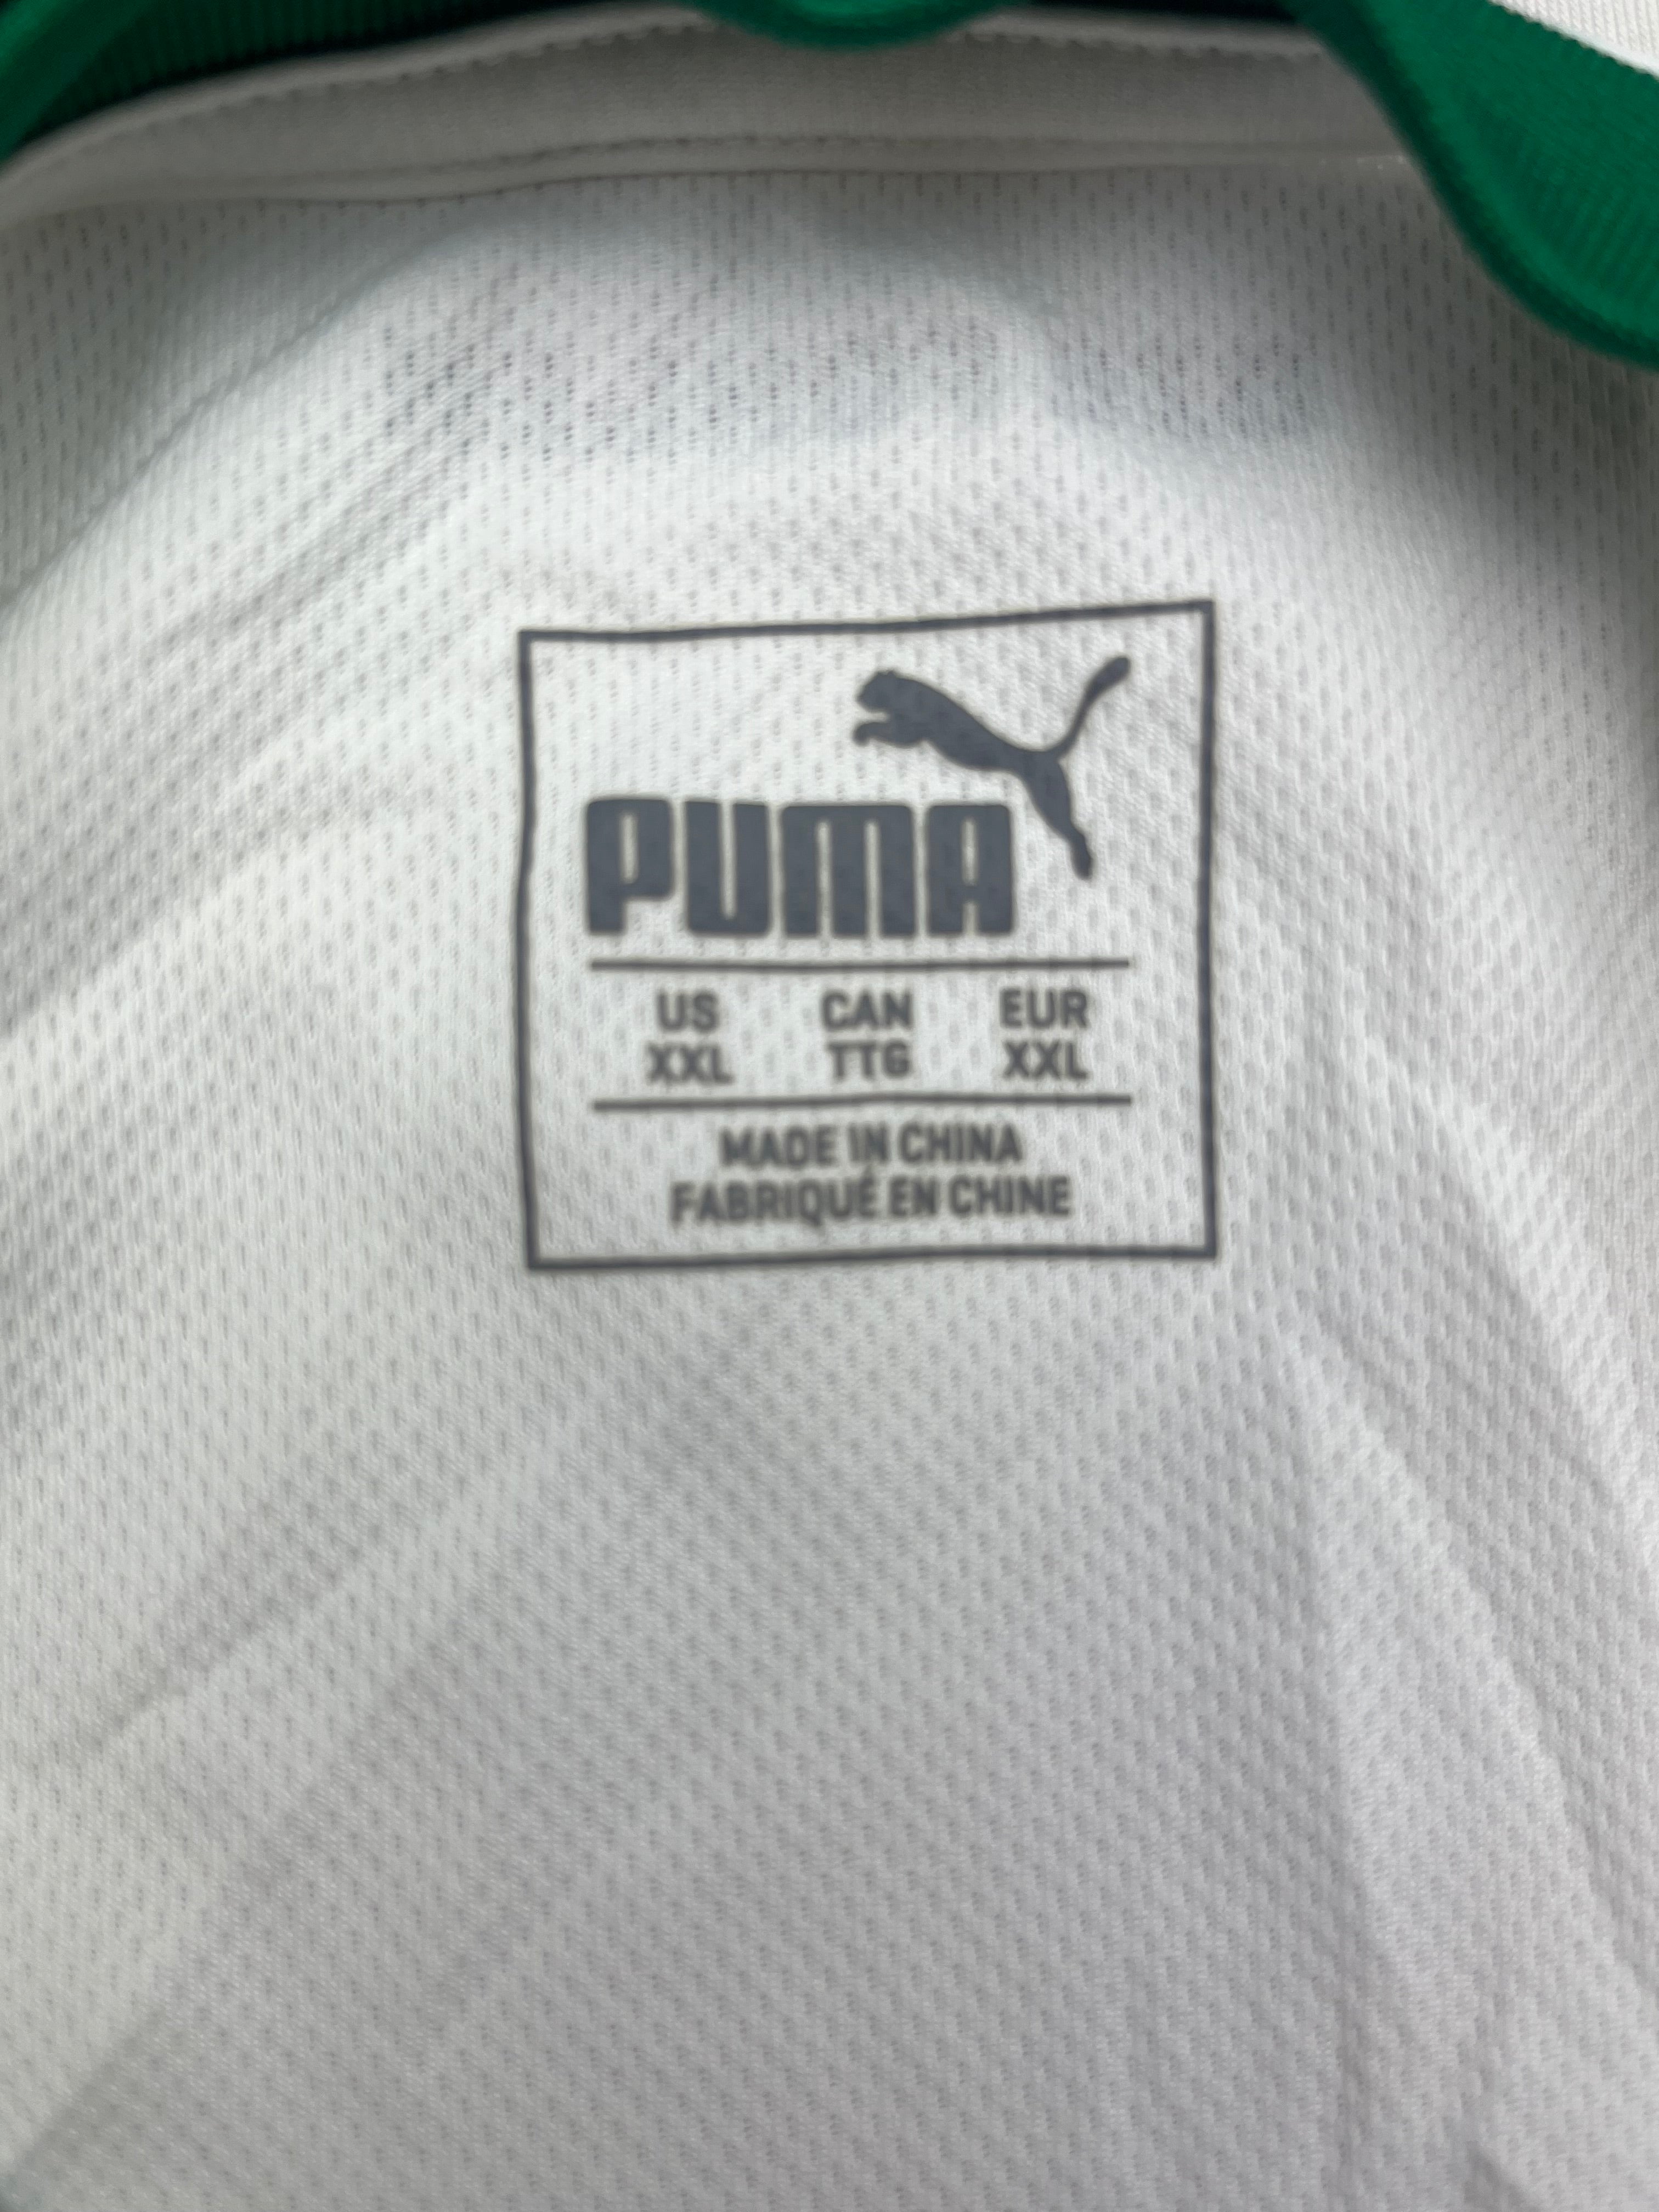 PUMA
US CAN EUR
XXL TTG XXL
MADE IN CHINA
FABRIQUÉ EN CHINE